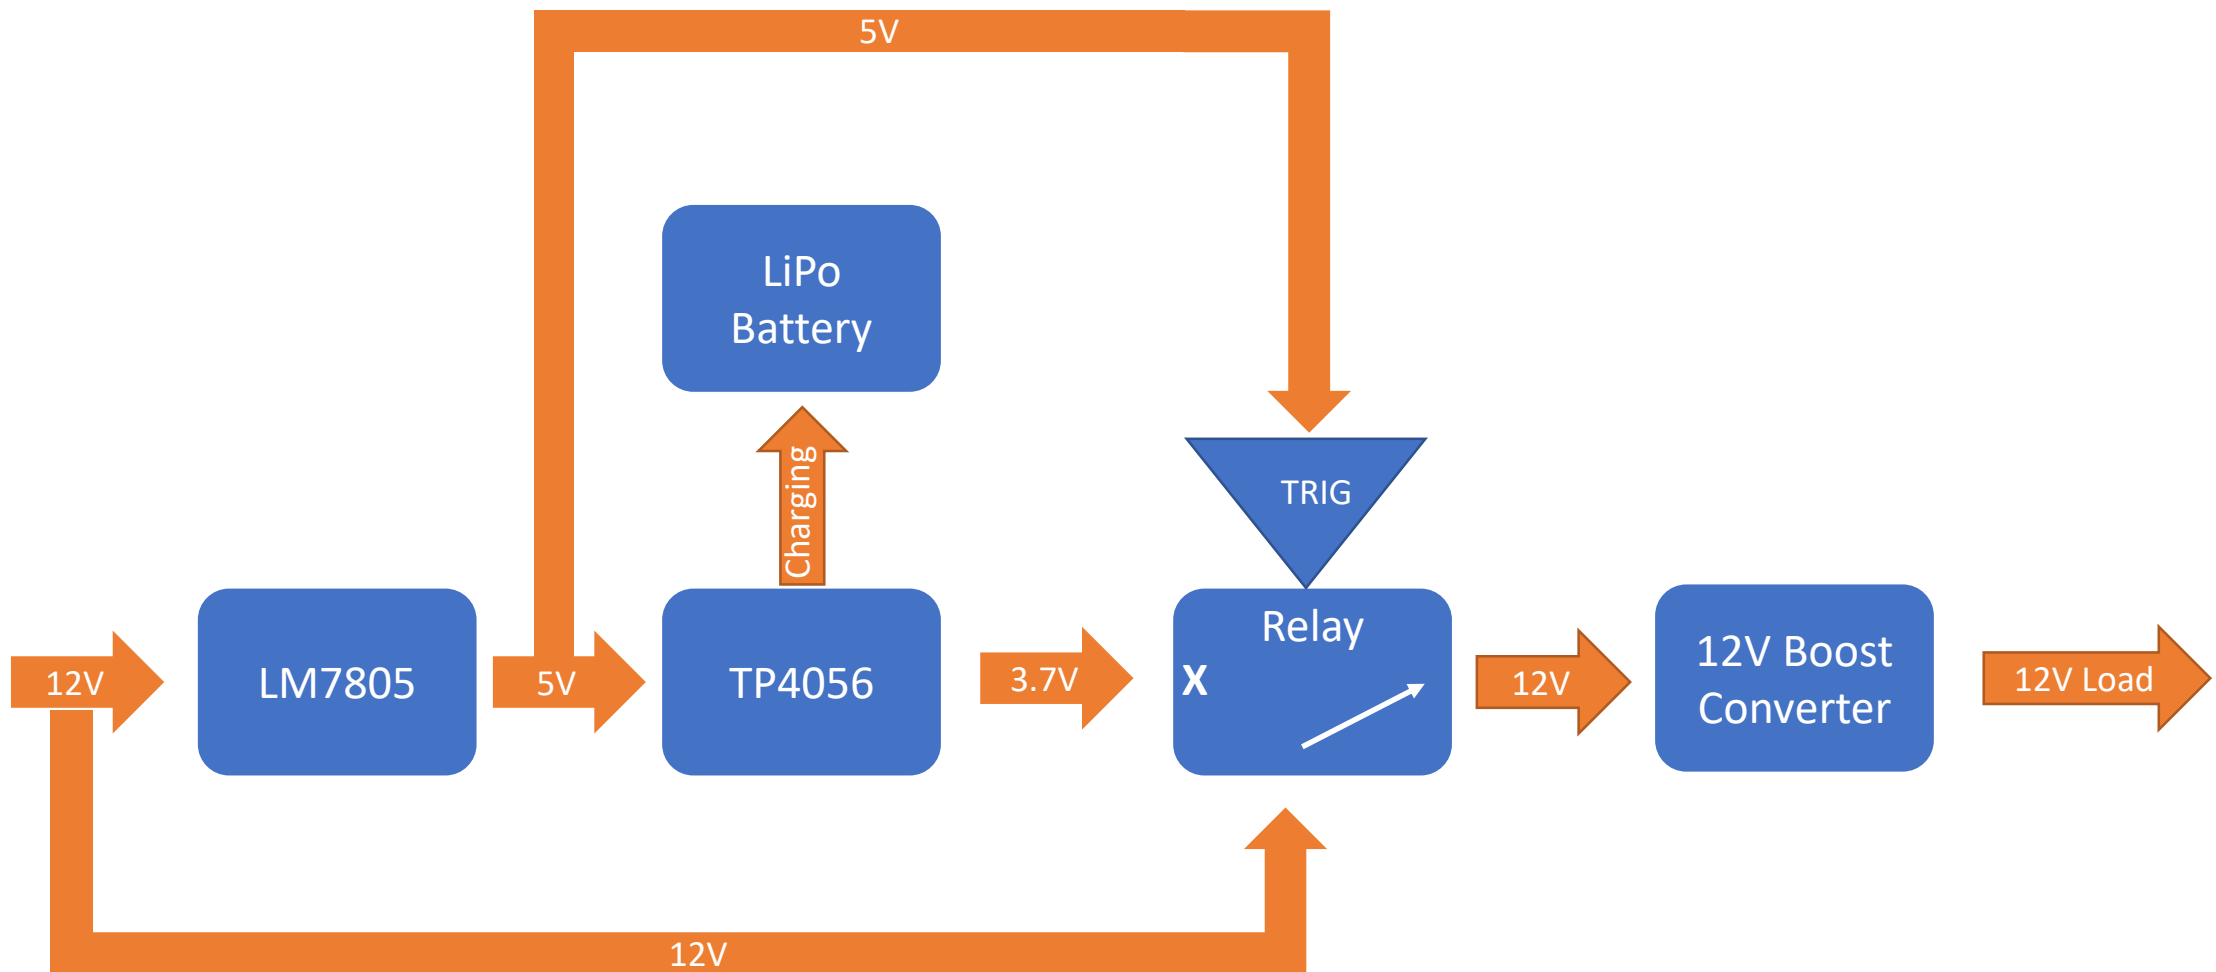 5V
LiPo
Battery
Charging
TRIG
12V
LM7805
5V
TP4056
3.7V
Relay
X
12V
12V Boost
Converter
12V Load
12V